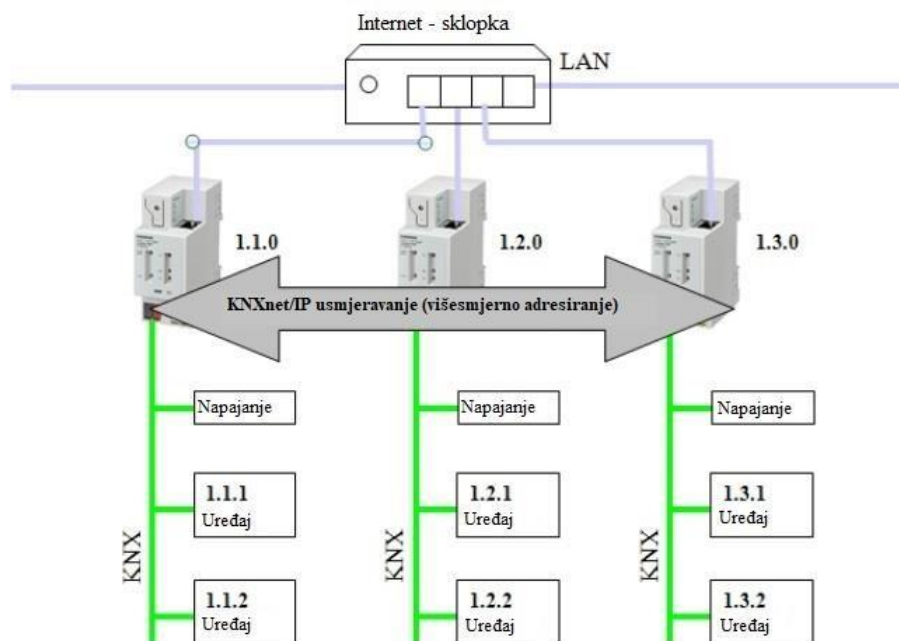 Internet - sklopka
LAN
1.1.0
1.2.0
1.3.0
KNXnet/IP usmjeravanje (višesmjerno adresiranje)
Napajanje
Napajanje
Napajanje
1.1.1
Uređaj
1.2.1
Uređaj
1.3.1
Uređaj
KNX
KNX
KNX
1.1.2
Uređaj
1.2.2
Uređaj
1.3.2
Uređaj